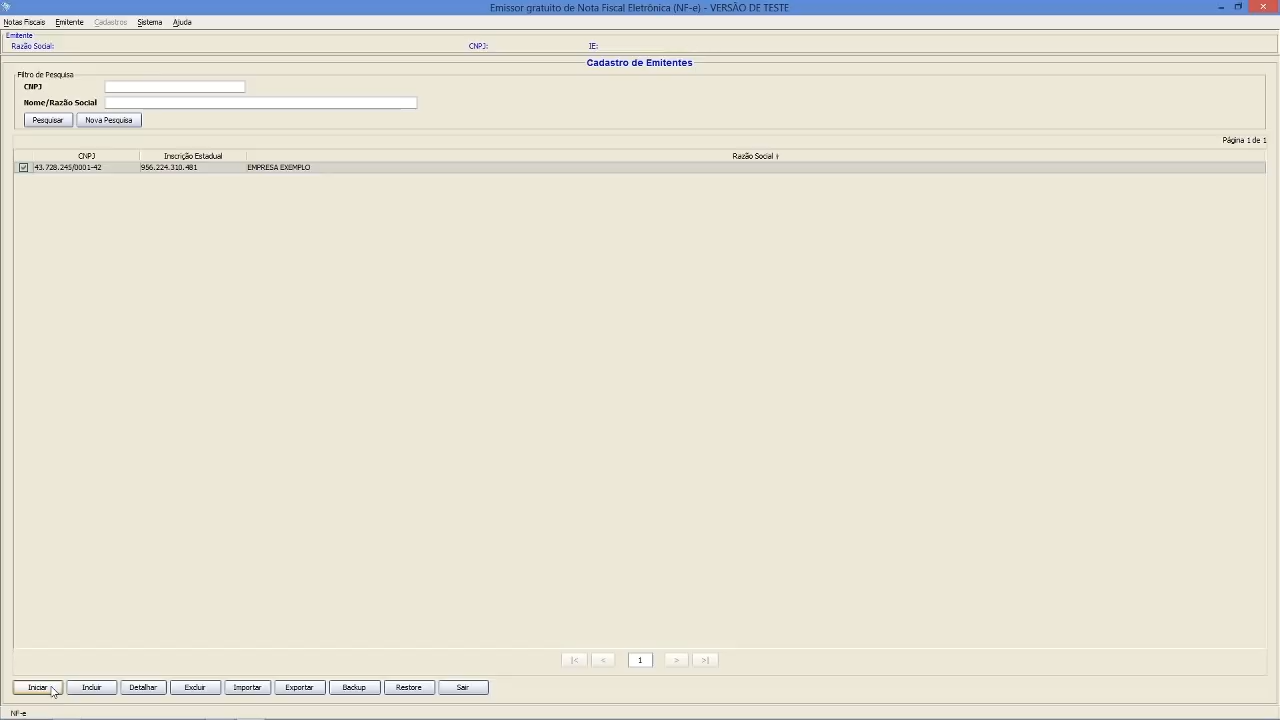 Emissor gratuito de Nota Fiscal Eletrônica (NF-e) - VERSÃO DE TESTE
Notas Fiscais Emitente Cadastros Sistema Ajuda
Emitente
Razão Social: CNPJ: IE:
Cadastro de Emitentes
Filtro de Pesquisa
CNPJ
Nome/Razão Social
Pesquisar Nova Pesquisa
Página 1 de 1
CNPJ Inscrição Estadual Razão Social
43.728.245/0001-42 956.224.310.481 EMPRESA EXEMPLO
|< < 1 > >|
Iniciar Incluir Detalhar Excluir Importar Exportar Backup Restore Sair
NF-e